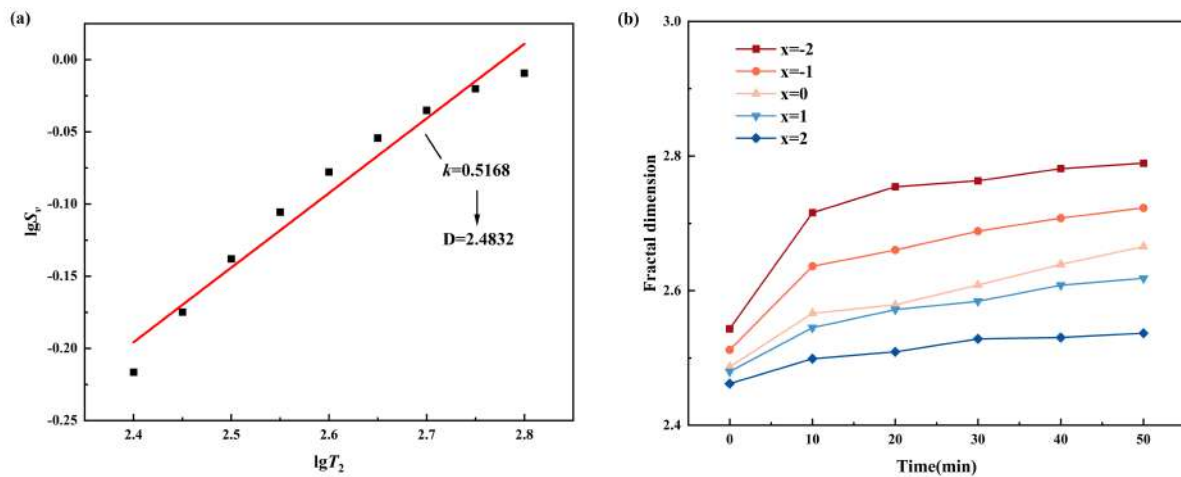 (a)
0.00
-0.05
-0.10
-0.15
-0.20
-0.25
lgSv
k=0.5168
D=2.4832
2.4 2.5 2.6 2.7 2.8
lgT2
(b)
3.0
2.8
2.6
2.4
Fractal dimension
x=-2
x=-1
x=0
x=1
x=2
0 10 20 30 40 50
Time(min)